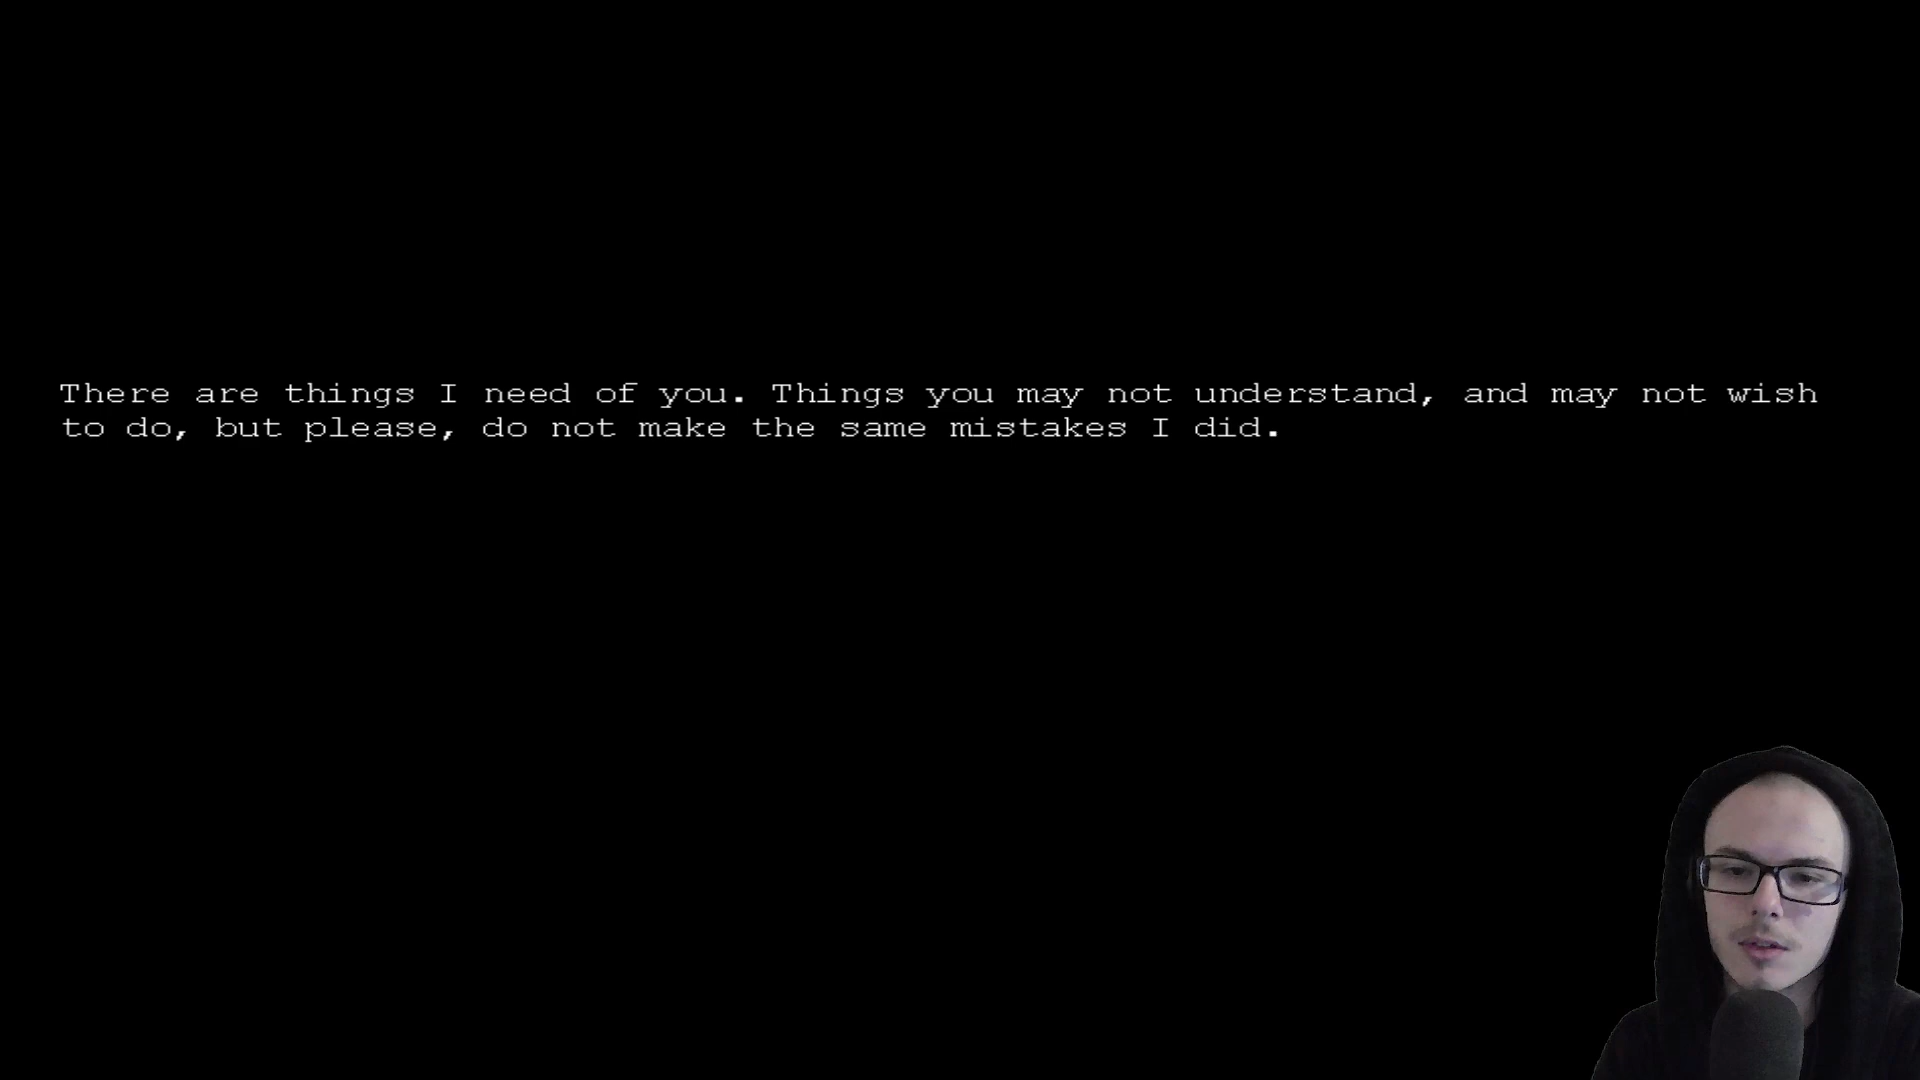 There are things I need of you. Things you may not understand, and may not wish
to do, but please, do not make the same mistakes I did.